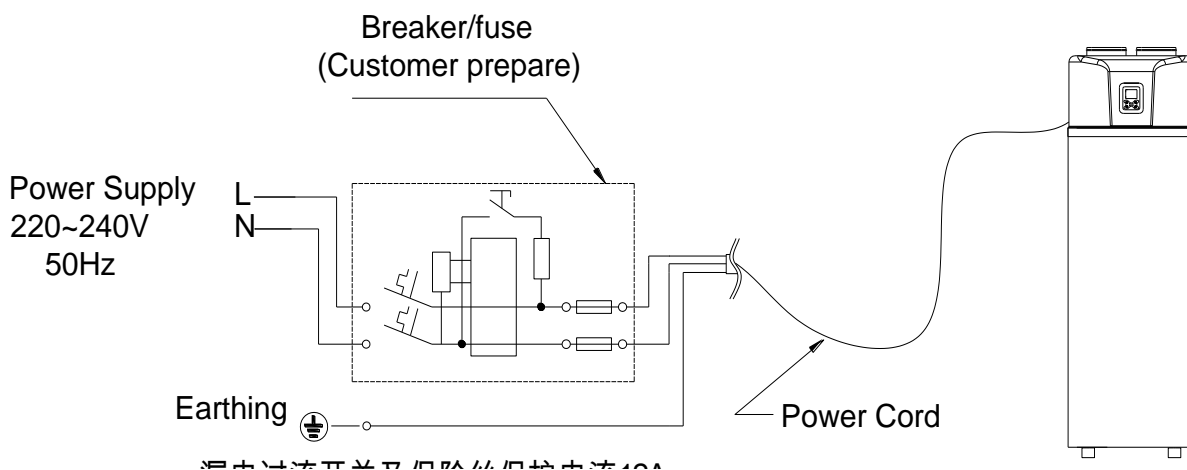 Breaker/fuse
(Customer prepare)
Power Supply L
220~240V N
50Hz
Earthing
Power Cord
漏电过流开关及保险丝保护电流